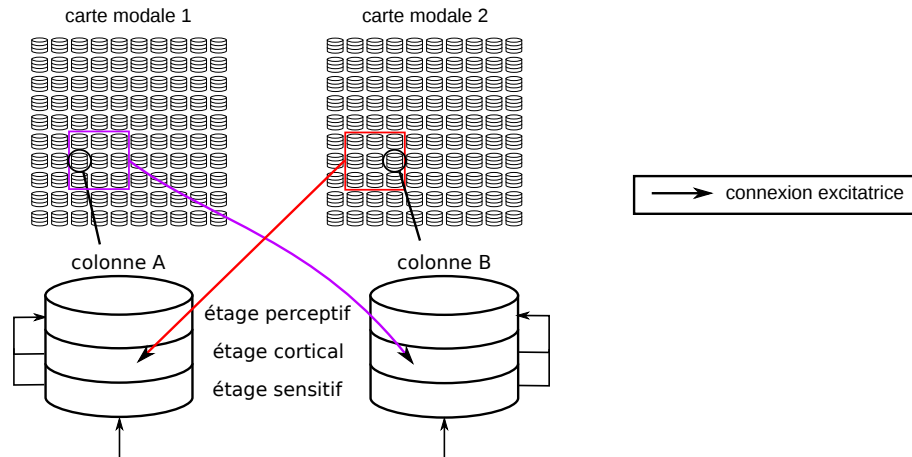 carte modale 1
carte modale 2
connexion excitatrice
colonne A
colonne B
étage perceptif
étage cortical
étage sensitif